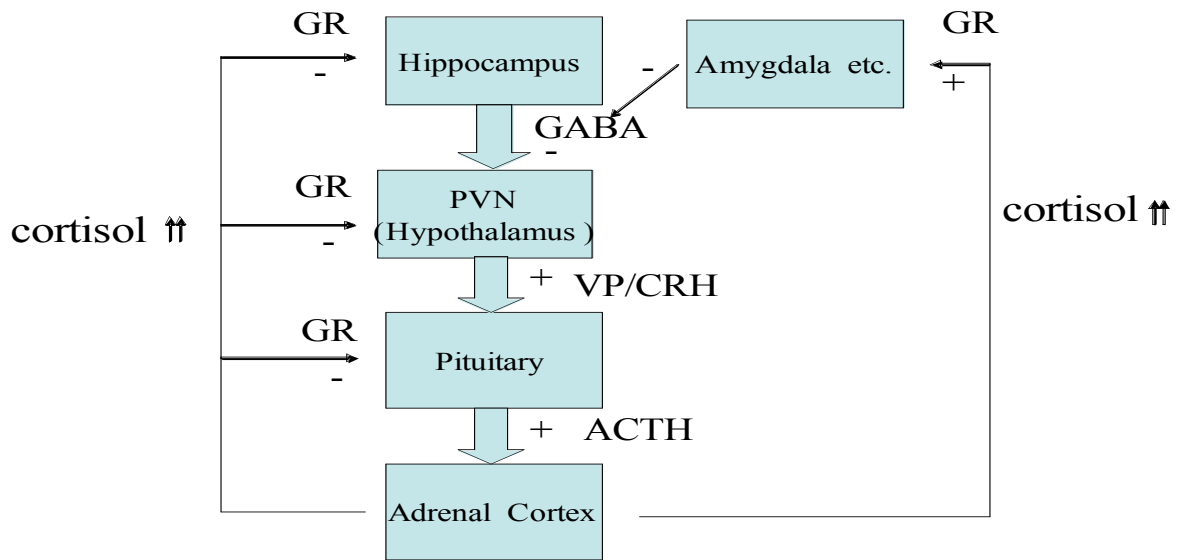 GR
GR
-
Hippocampus
-
Amygdala etc.
+
GABA
-
GR
PVN
(Hypothalamus )
cortisol ⇈
-
cortisol ⇈
+ VP/CRH
GR
-
Pituitary
+ ACTH
Adrenal Cortex